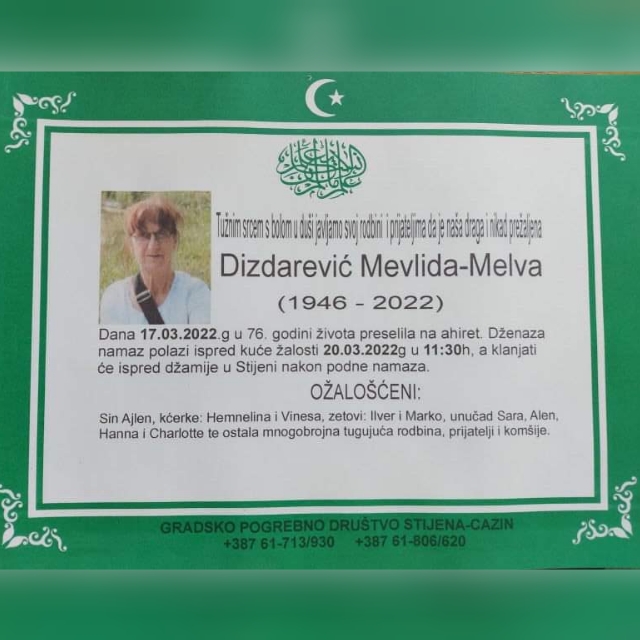 Tužnim srcem s bolom u duši javljamo svoj rodbini i prijateljima da je naša draga i nikad prežaljena
Dizdarević Mevlida-Melva
(1946 - 2022)
Dana 17.03.2022.g u 76. godini života preselila na ahiret. Dženaza
namaz polazi ispred kuće žalosti 20.03.2022g u 11:30h, a klanjati
će ispred džamije u Stijeni nakon podne namaza.
OŽALOŠĆENI:
Sin Ajlen, kćerke: Hemnelina i Vinesa, zetovi: Ilver i Marko, unučad Sara, Alen,
Hanna i Charlotte te ostala mnogobrojna tugujuća rodbina, prijatelji i komšije.
GRADSKO POGREBNO DRUŠTVO STIJENA-CAZIN
+387 61-713/930 +387 61-806/620